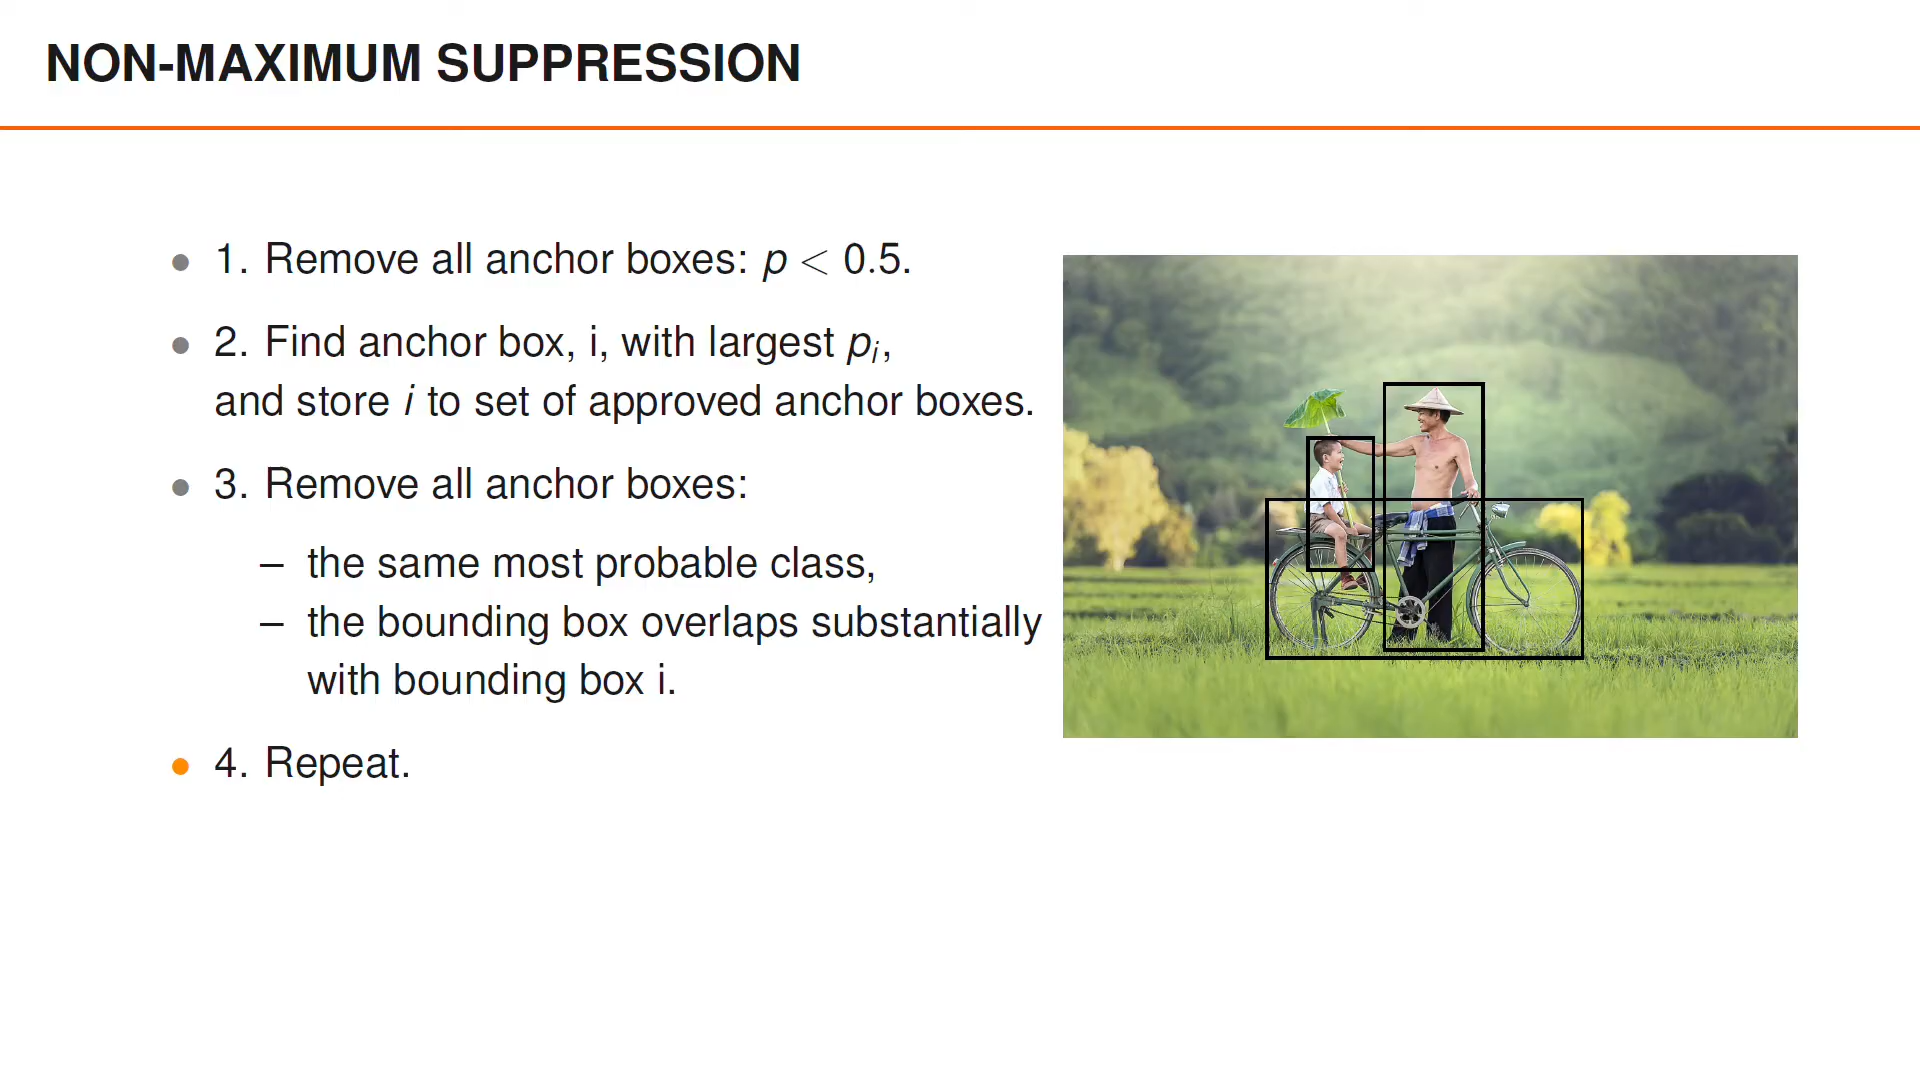 NON-MAXIMUM SUPPRESSION
• 1. Remove all anchor boxes: p < 0.5.
• 2. Find anchor box, i, with largest pᵢ,
and store i to set of approved anchor boxes.
• 3. Remove all anchor boxes:
– the same most probable class,
– the bounding box overlaps substantially
with bounding box i.
• 4. Repeat.